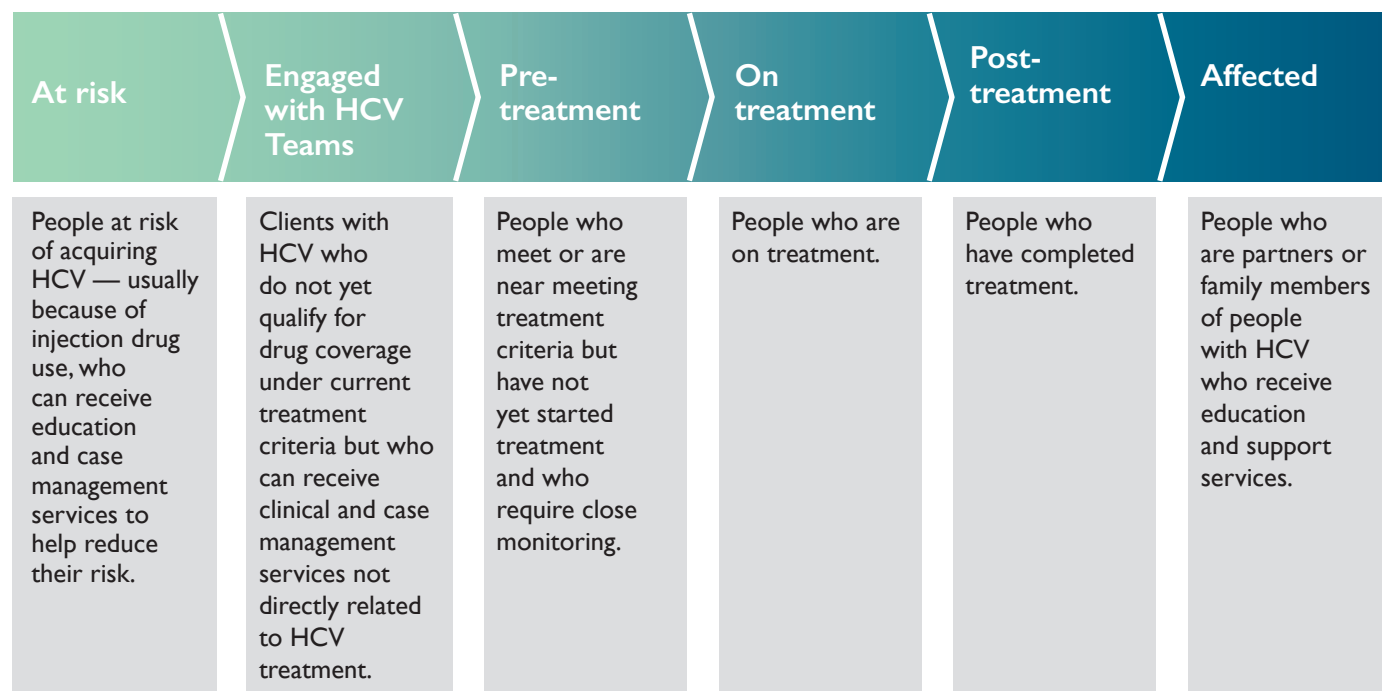 At risk
Engaged
with HCV
Teams
Pre-
treatment
On
treatment
Post-
treatment
Affected
People at risk
of acquiring
HCV — usually
because of
injection drug
use, who
can receive
education
and case
management
services to
help reduce
their risk.
Clients with
HCV who
do not yet
qualify for
drug coverage
under current
treatment
criteria but who
can receive
clinical and case
management
services not
directly related
to HCV
treatment.
People who
meet or are
near meeting
treatment
criteria but
have not
yet started
treatment
and who
require close
monitoring.
People who are
on treatment.
People who
have completed
treatment.
People who
are partners or
family members
of people
with HCV
who receive
education
and support
services.